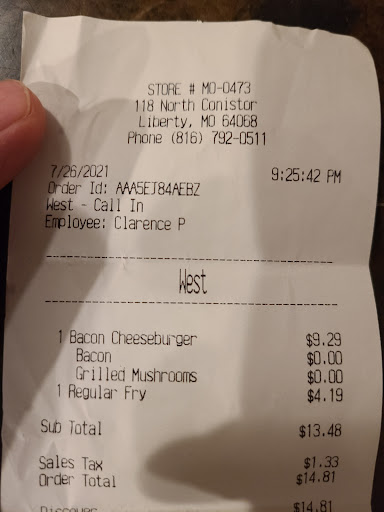 STORE # MO-0473
118 North Conistor
Liberty, MO 64068
Phone (816) 792-0511
7/26/2021 9:25:42 PM
Order Id: AAA5EJ84AEBZ
West - Call In
Employee: Clarence P
West
1 Bacon Cheeseburger $9.29
Bacon $0.00
Grilled Mushrooms $0.00
1 Regular Fry $4.19
Sub Total $13.48
Sales Tax $1.33
Order Total $14.81
Discover $14.81